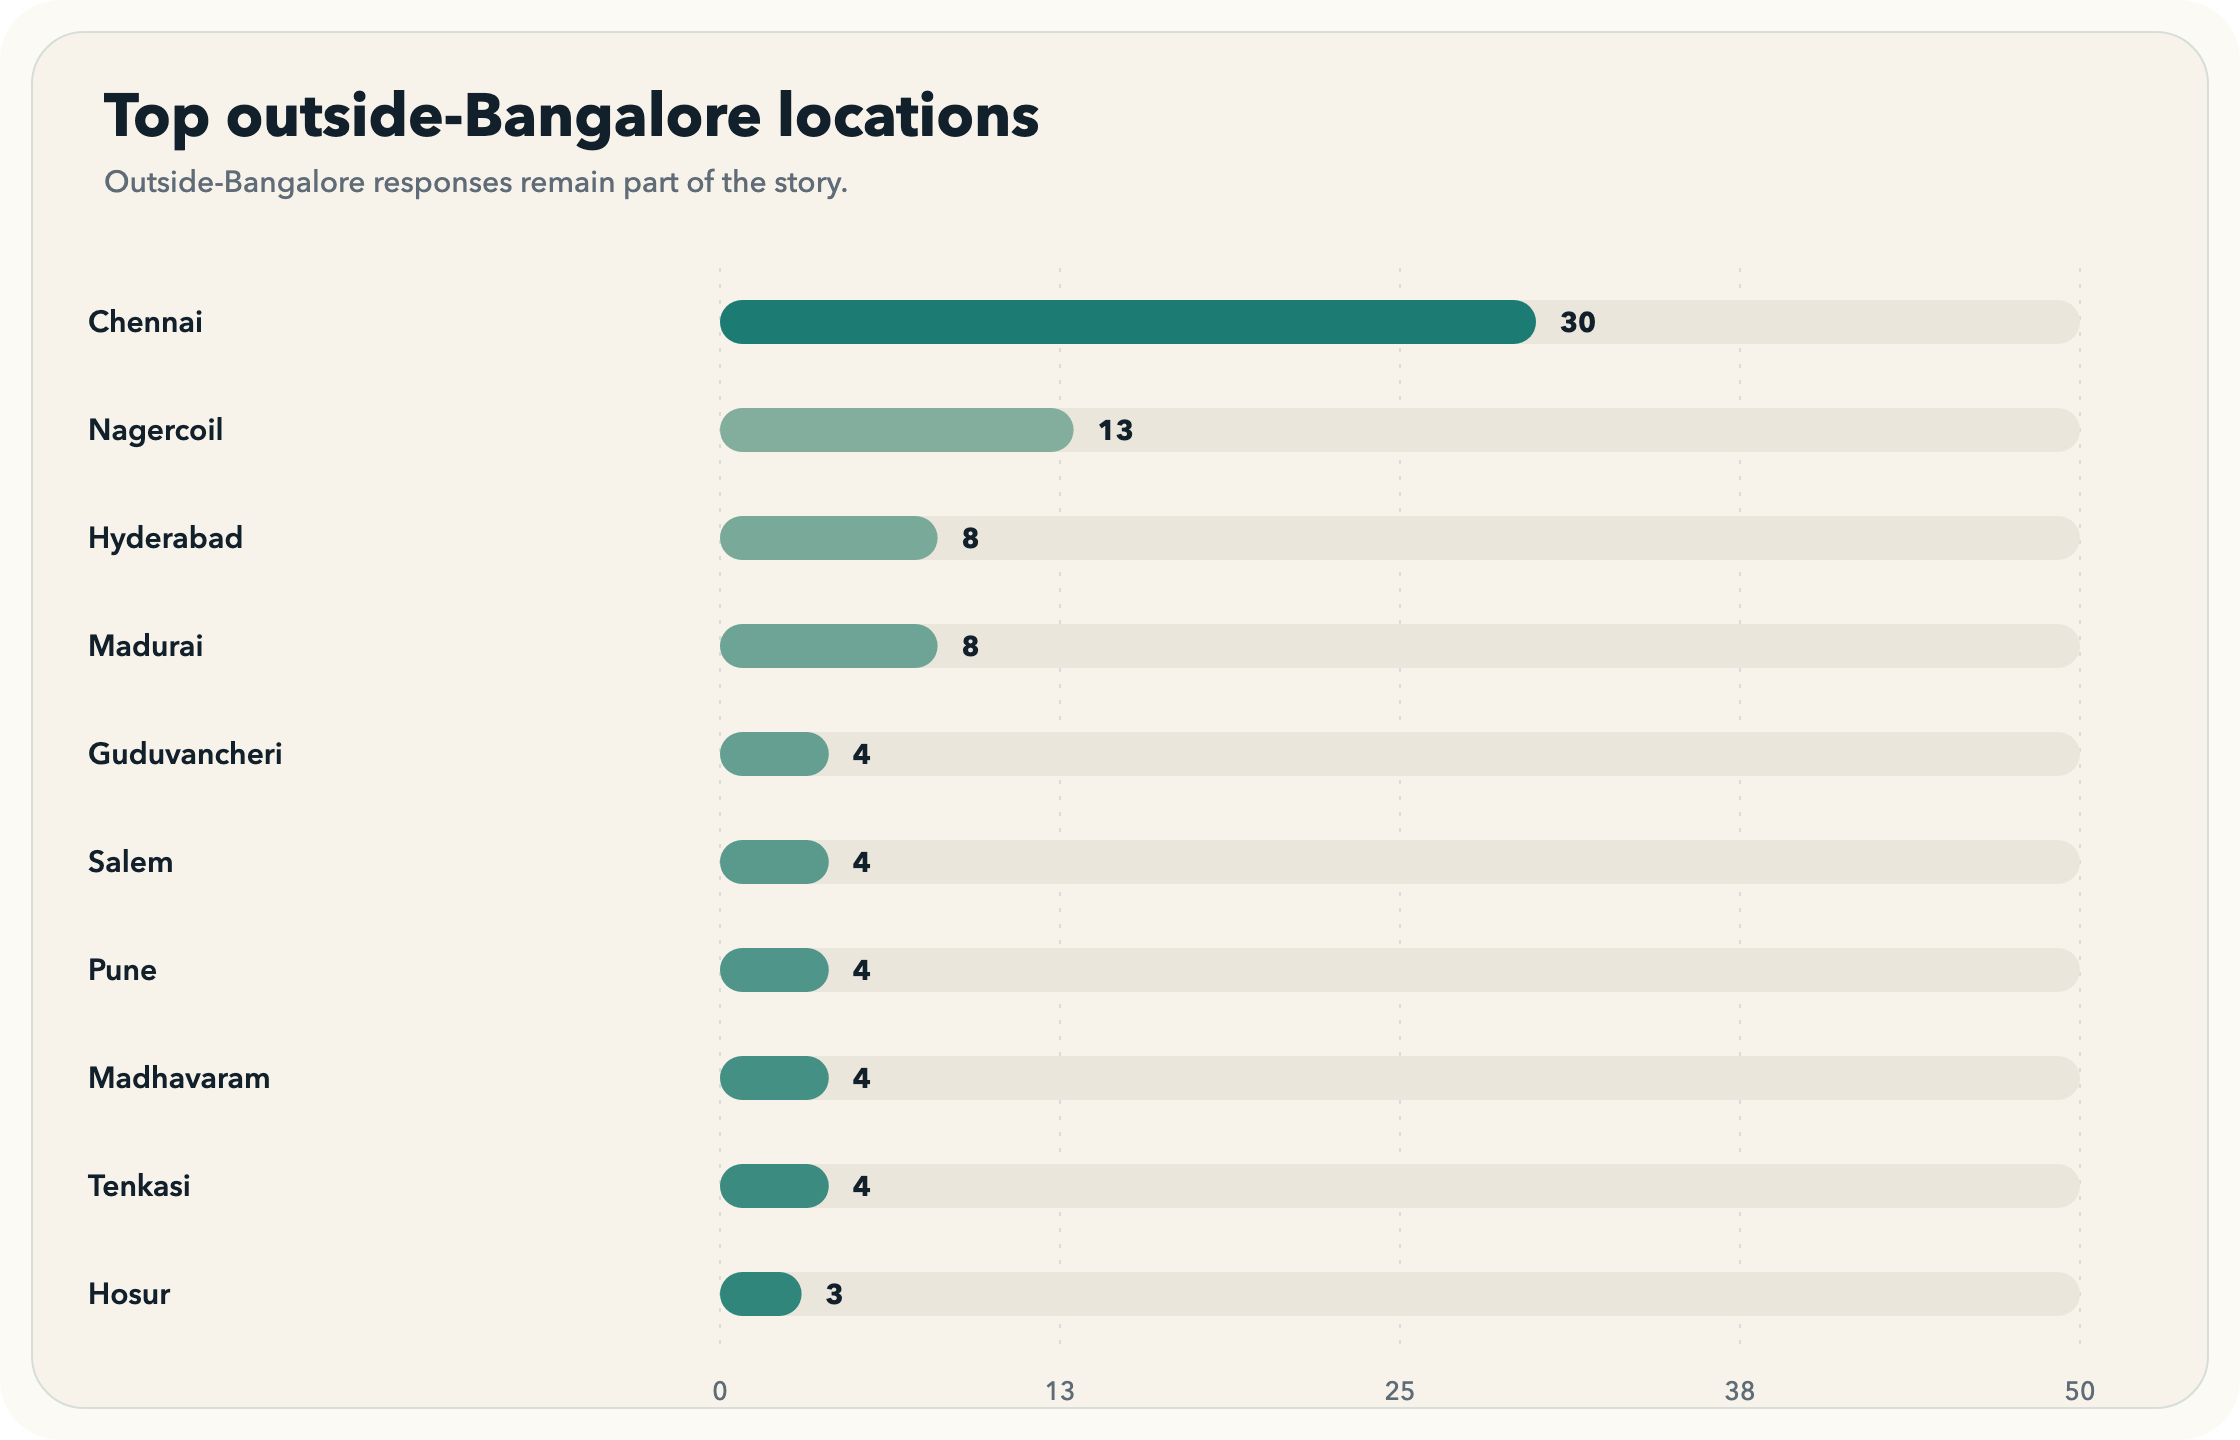 Top outside-Bangalore locations
Outside-Bangalore responses remain part of the story.
Chennai 30
Nagercoil 13
Hyderabad 8
Madurai 8
Guduvancheri 4
Salem 4
Pune 4
Madhavaram 4
Tenkasi 4
Hosur 3
0 13 25 38 50